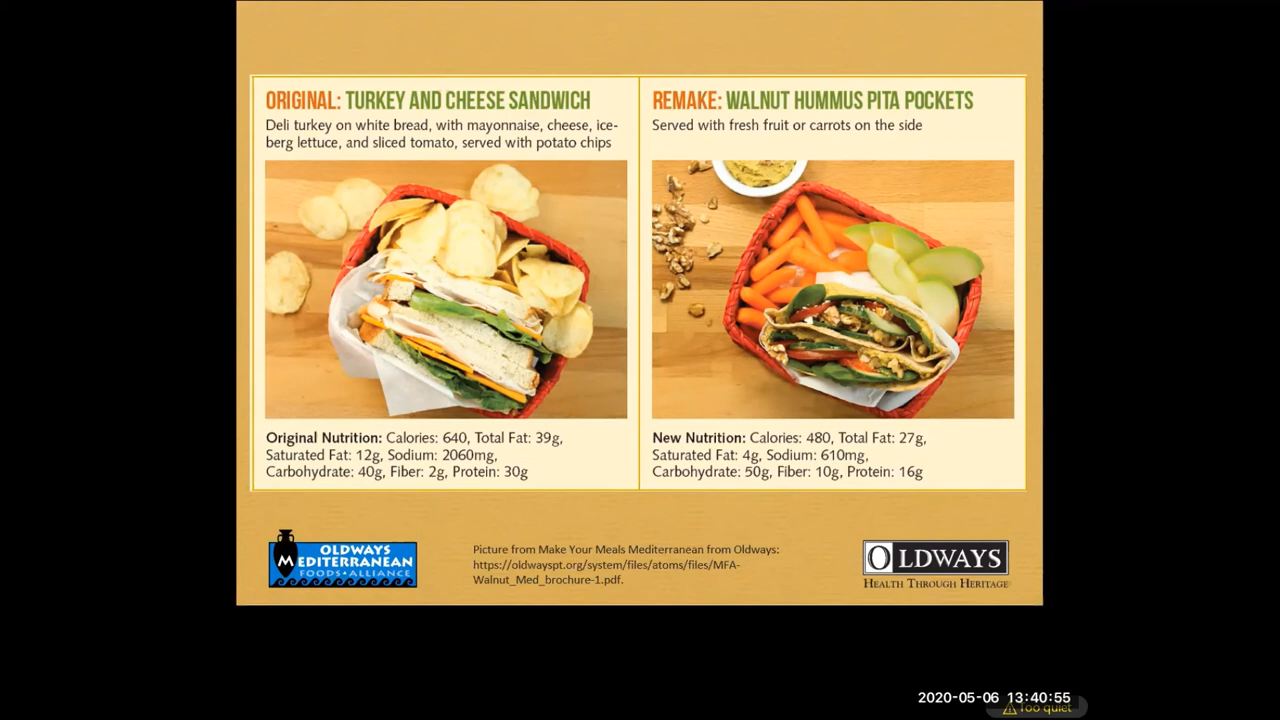 ORIGINAL: TURKEY AND CHEESE SANDWICH
Deli turkey on white bread, with mayonnaise, cheese, ice-
berg lettuce, and sliced tomato, served with potato chips
Original Nutrition: Calories: 640, Total Fat: 39g,
Saturated Fat: 12g, Sodium: 2060mg,
Carbohydrate: 40g, Fiber: 2g, Protein: 30g
REMAKE: WALNUT HUMMUS PITA POCKETS
Served with fresh fruit or carrots on the side
New Nutrition: Calories: 480, Total Fat: 27g,
Saturated Fat: 4g, Sodium: 610mg,
Carbohydrate: 50g, Fiber: 10g, Protein: 16g
OLDWAYS
MEDITERRANEAN
FOODS•ALLIANCE
Picture from Make Your Meals Mediterranean from Oldways:
https://oldwayspt.org/system/files/atoms/files/MFA-
Walnut_Med_brochure-1.pdf.
OLDWAYS
HEALTH THROUGH HERITAGE
2020-05-06 13:40:55
Too quiet